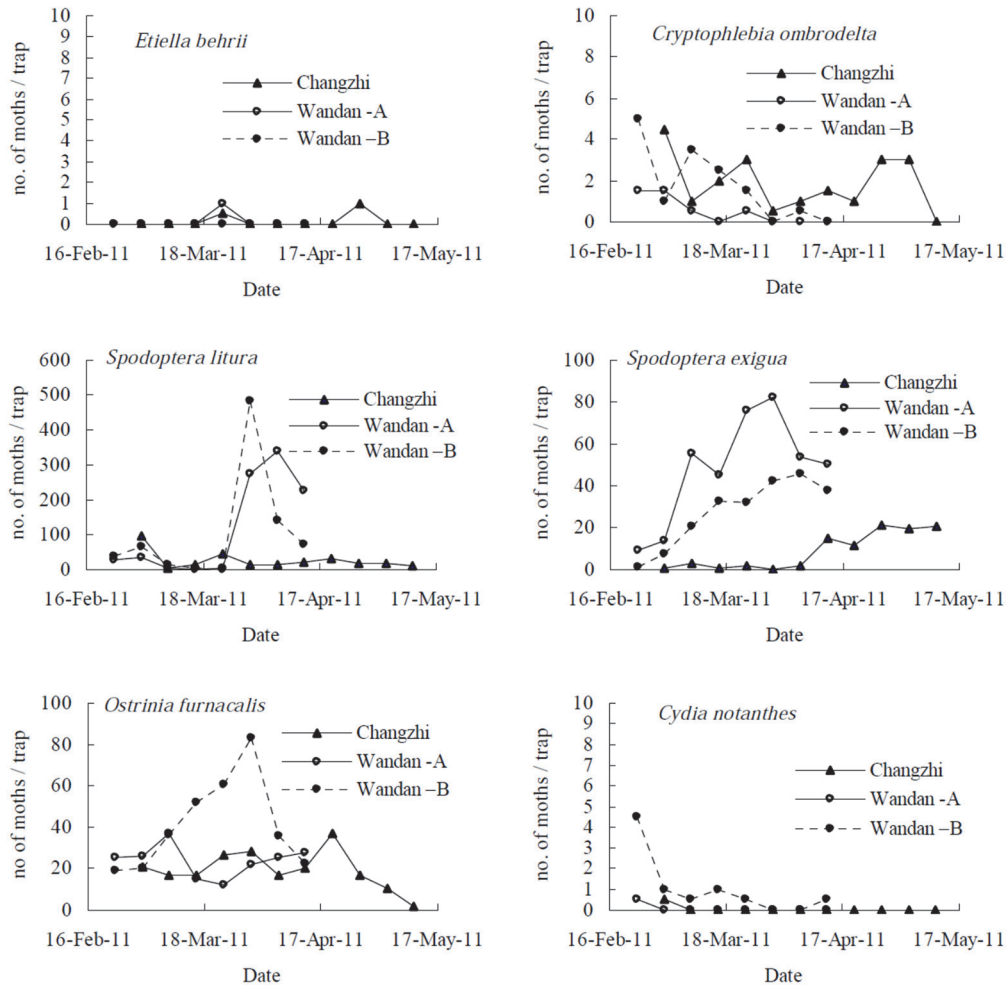 Etiella behrii
no. of moths / trap
10
9
8
7
6
5
4
3
2
1
0
Changzhi
Wandan -A
Wandan –B
16-Feb-11 18-Mar-11 17-Apr-11 17-May-11
Date
Cryptophlebia ombrodelta
no. of moths / trap
10
8
6
4
2
0
Changzhi
Wandan -A
Wandan –B
16-Feb-11 18-Mar-11 17-Apr-11 17-May-11
Date
Spodoptera litura
no. of moths / trap
600
500
400
300
200
100
0
Changzhi
Wandan -A
Wandan –B
16-Feb-11 18-Mar-11 17-Apr-11 17-May-11
Date
Spodoptera exigua
no. of moths / trap
100
80
60
40
20
0
Changzhi
Wandan -A
Wandan –B
16-Feb-11 18-Mar-11 17-Apr-11 17-May-11
Date
Ostrinia furnacalis
no. of moths / trap
100
80
60
40
20
0
Changzhi
Wandan -A
Wandan –B
16-Feb-11 18-Mar-11 17-Apr-11 17-May-11
Date
Cydia notanthes
no. of moths / trap
10
9
8
7
6
5
4
3
2
1
0
Changzhi
Wandan -A
Wandan –B
16-Feb-11 18-Mar-11 17-Apr-11 17-May-11
Date